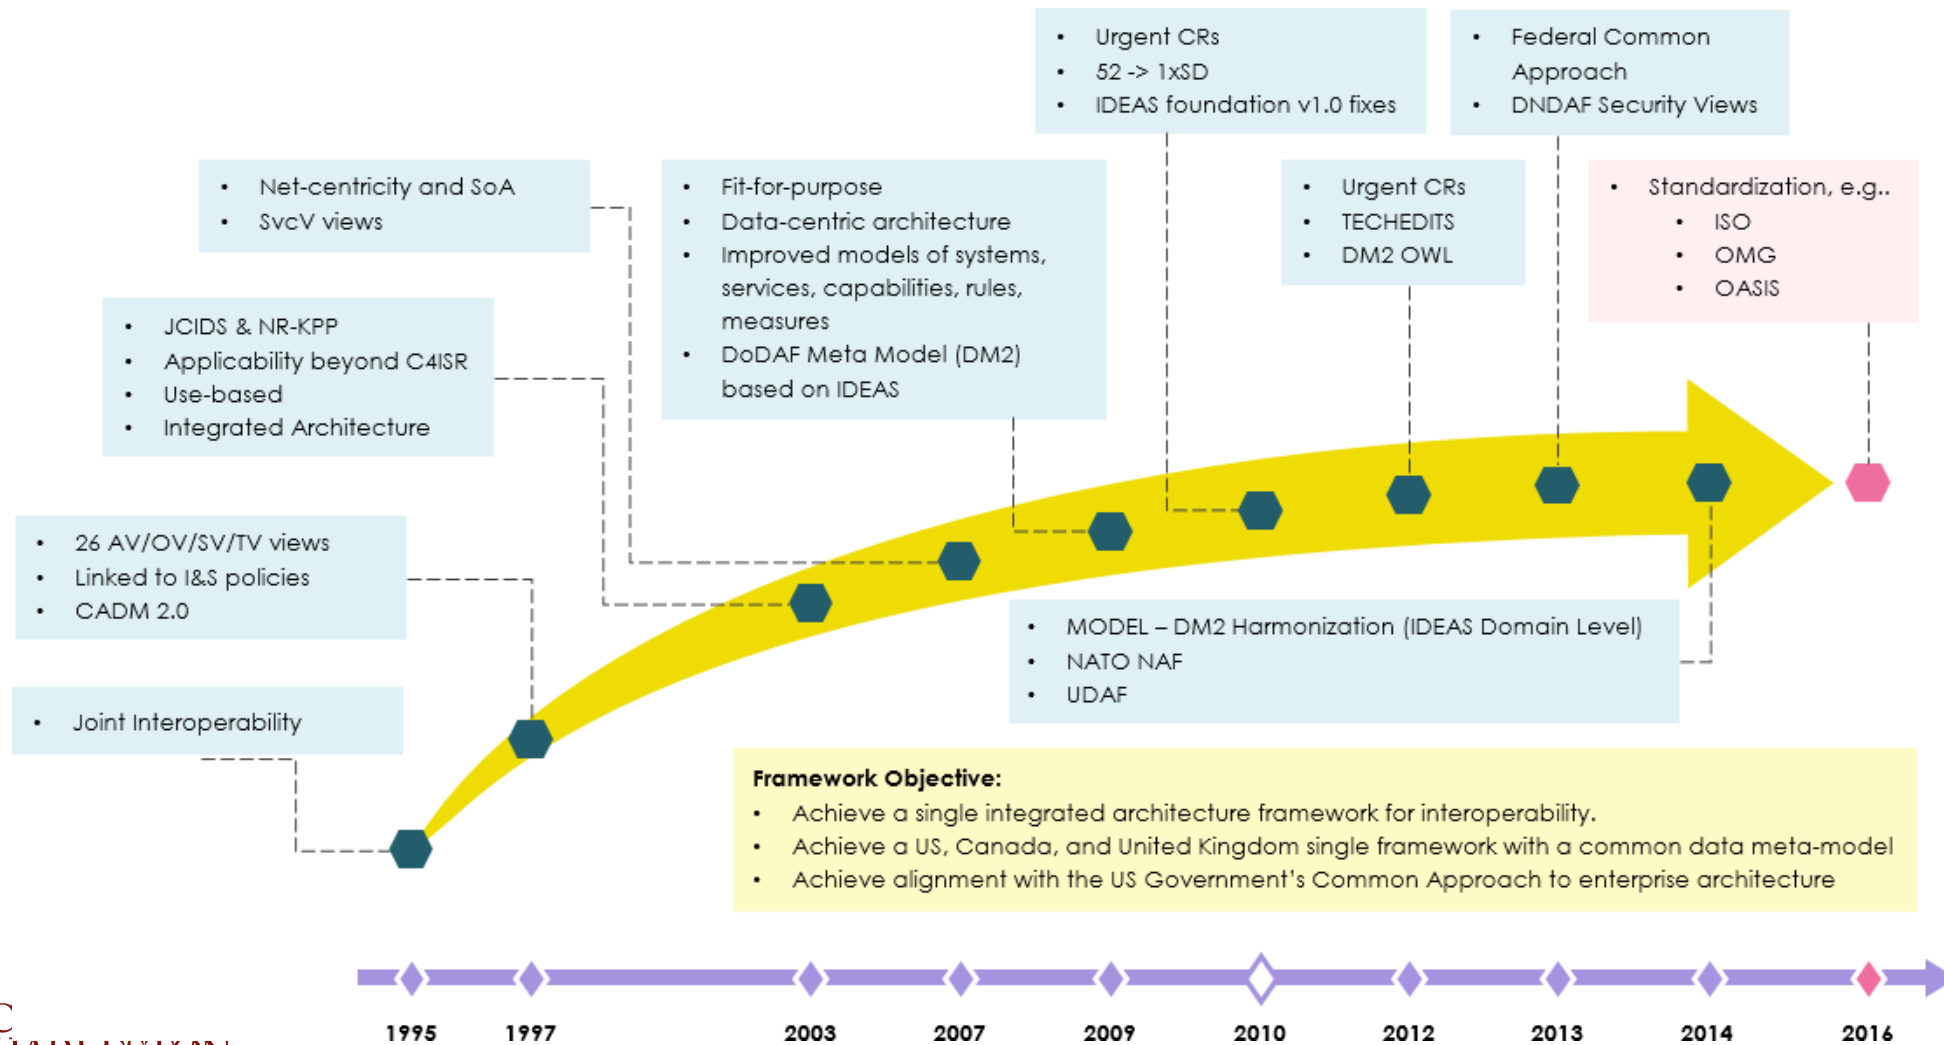 • Urgent CRs
• 52 -> 1xSD
• IDEAS foundation v1.0 fixes
• Federal Common
Approach
• DNDAF Security Views
• Net-centricity and SoA
• SvcV views
• Fit-for-purpose
• Data-centric architecture
• Improved models of systems,
services, capabilities, rules,
measures
• DoDAF Meta Model (DM2)
based on IDEAS
• Urgent CRs
• TECHEDITS
• DM2 OWL
• Standardization, e.g..
• ISO
• OMG
• OASIS
• JCIDS & NR-KPP
• Applicability beyond C4ISR
• Use-based
• Integrated Architecture
• 26 AV/OV/SV/TV views
• Linked to I&S policies
• CADM 2.0
• MODEL – DM2 Harmonization (IDEAS Domain Level)
• NATO NAF
• UDAF
• Joint Interoperability
Framework Objective:
• Achieve a single integrated architecture framework for interoperability.
• Achieve a US, Canada, and United Kingdom single framework with a common data meta-model
• Achieve alignment with the US Government's Common Approach to enterprise architecture
1995 1997 2003 2007 2009 2010 2012 2013 2014 2016